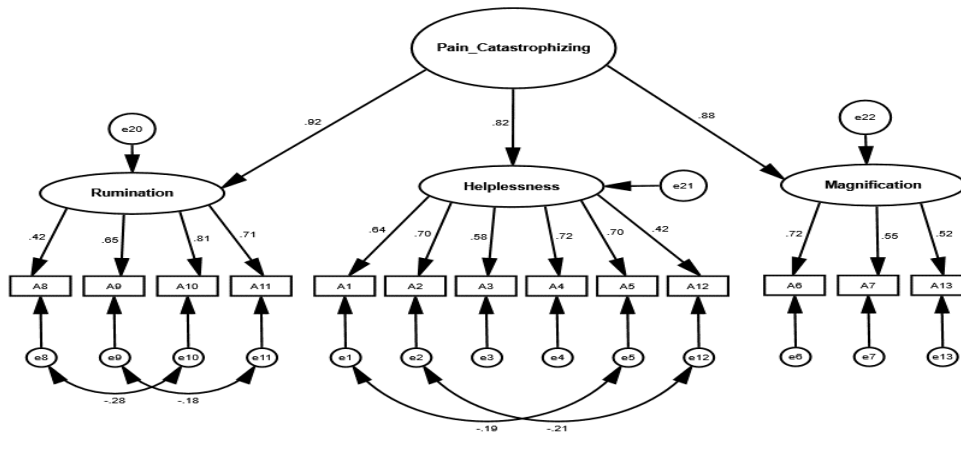 Pain_Catastrophizing
.92
.82
.88
e20
e22
Rumination
Helplessness
e21
Magnification
.42
.65
.81
.71
.64
.70
.58
.72
.70
.42
.72
.55
.52
A8
A9
A10
A11
A1
A2
A3
A4
A5
A12
A6
A7
A13
e8
e9
e10
e11
e1
e2
e3
e4
e5
e12
e6
e7
e13
-.28
-.18
-.19
-.21